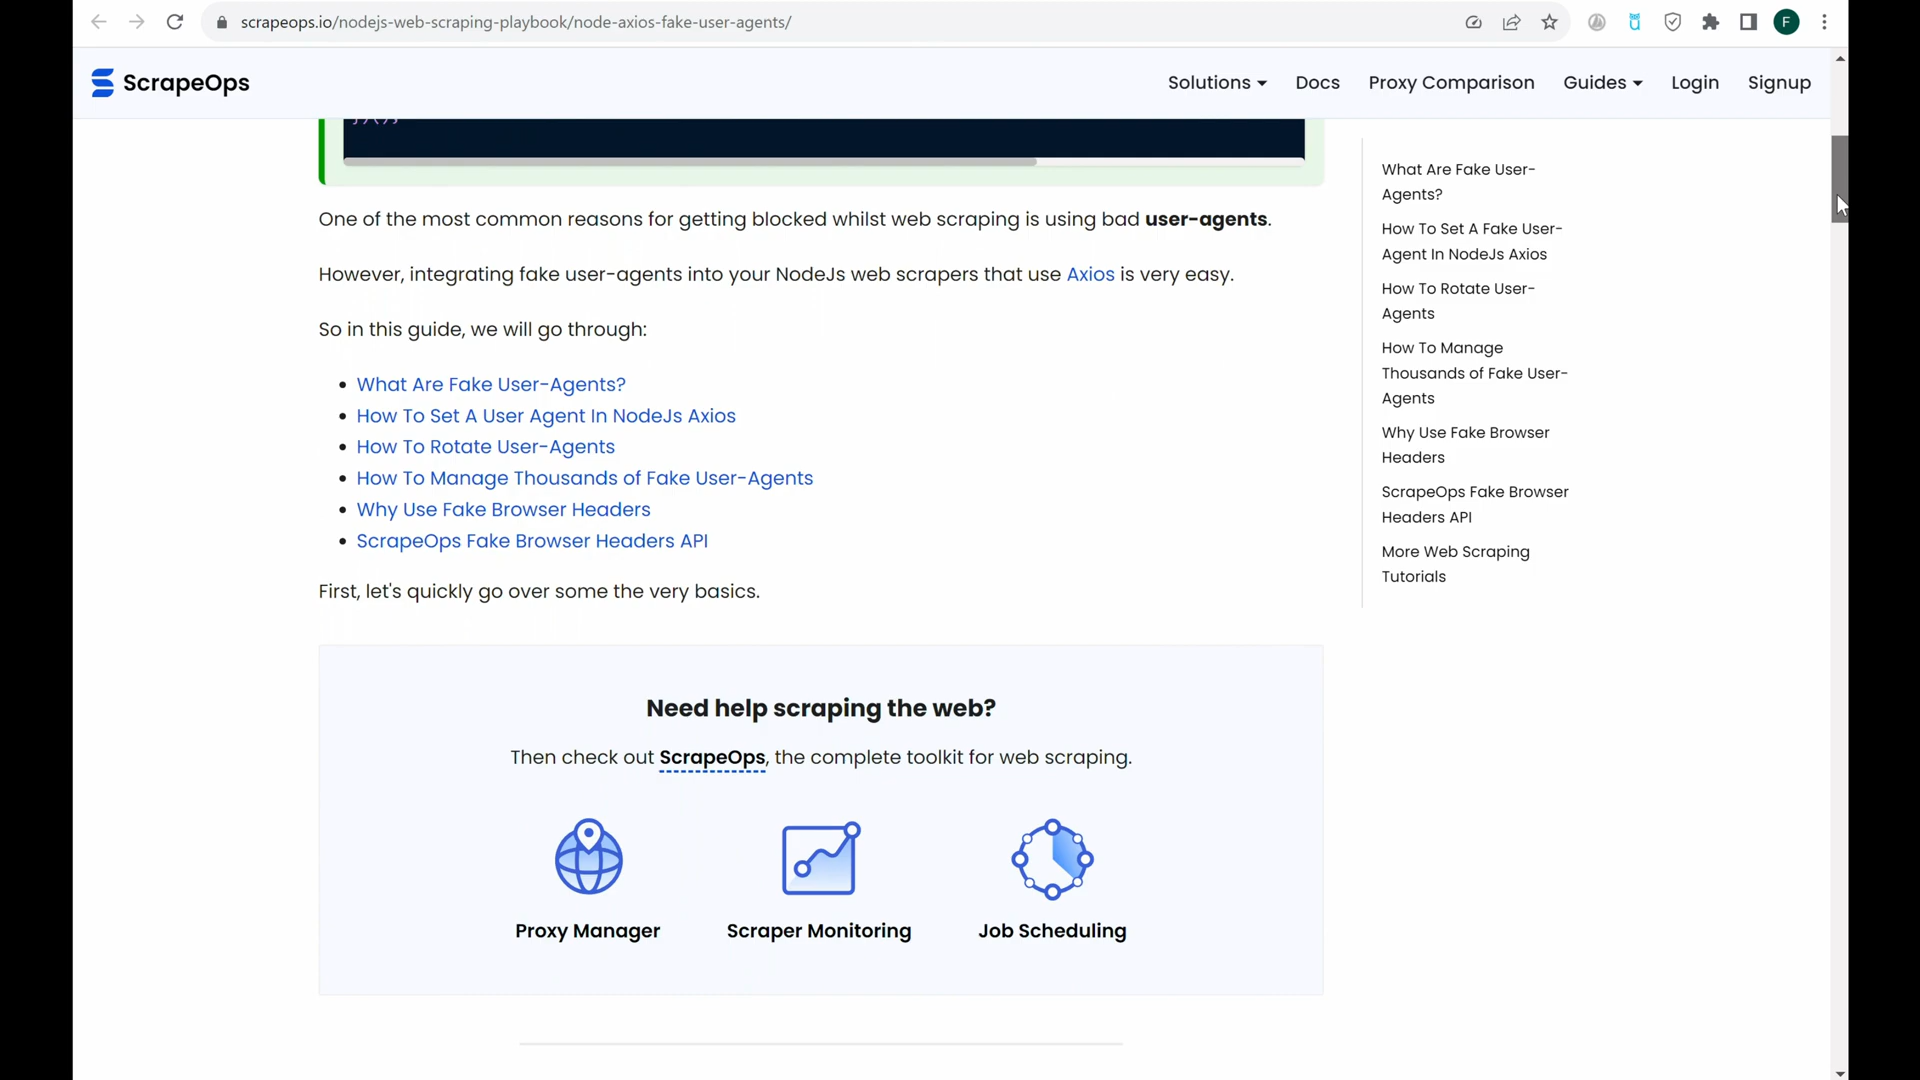 scrapeops.io/nodejs-web-scraping-playbook/node-axios-fake-user-agents/
F
ScrapeOps
Solutions
Docs
Proxy Comparison
Guides
Login
Signup
One of the most common reasons for getting blocked whilst web scraping is using bad user-agents.
However, integrating fake user-agents into your NodeJs web scrapers that use Axios is very easy.
So in this guide, we will go through:
What Are Fake User-Agents?
How To Set A User Agent In NodeJs Axios
How To Rotate User-Agents
How To Manage Thousands of Fake User-Agents
Why Use Fake Browser Headers
ScrapeOps Fake Browser Headers API
First, let's quickly go over some the very basics.
Need help scraping the web?
Then check out ScrapeOps, the complete toolkit for web scraping.
Proxy Manager
Scraper Monitoring
Job Scheduling
What Are Fake User-
Agents?
How To Set A Fake User-
Agent In NodeJs Axios
How To Rotate User-
Agents
How To Manage
Thousands of Fake User-
Agents
Why Use Fake Browser
Headers
ScrapeOps Fake Browser
Headers API
More Web Scraping
Tutorials